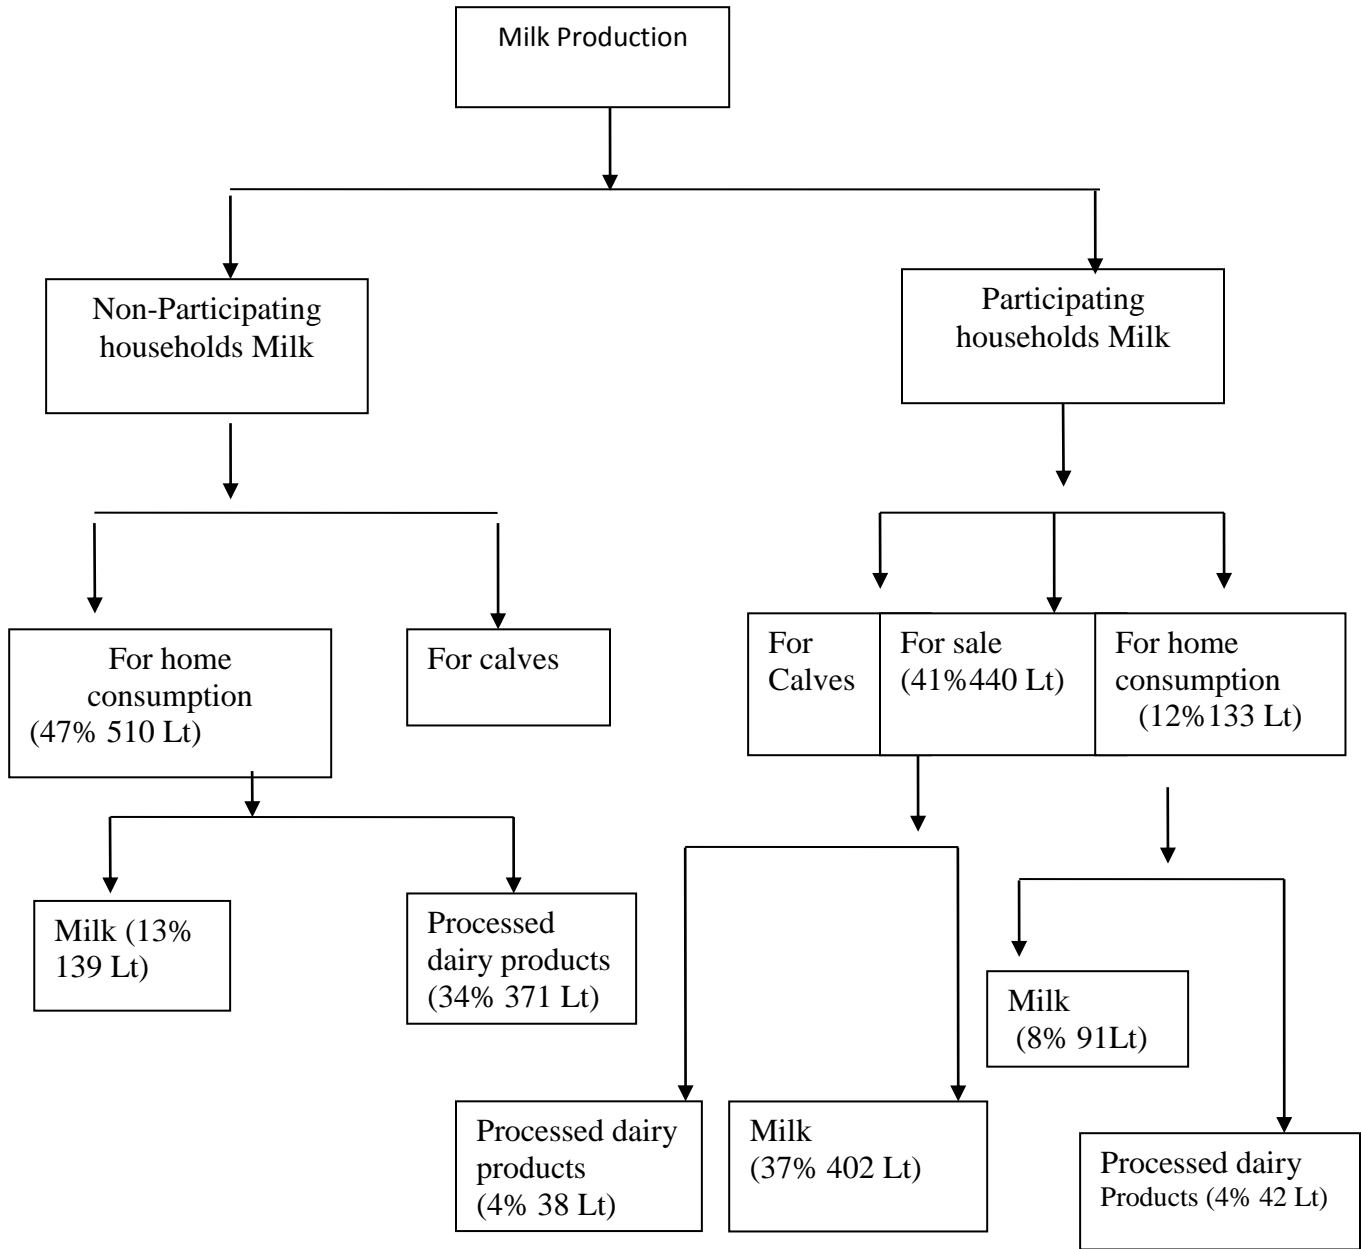 Milk Production
Non-Participating
households Milk
Participating
households Milk
For home
consumption
(47% 510 Lt)
For calves
For
Calves
For sale
(41%440 Lt)
For home
consumption
(12%133 Lt)
Milk (13%
139 Lt)
Processed
dairy products
(34% 371 Lt)
Milk
(8% 91Lt)
Processed dairy
products
(4% 38 Lt)
Milk
(37% 402 Lt)
Processed dairy
Products (4% 42 Lt)